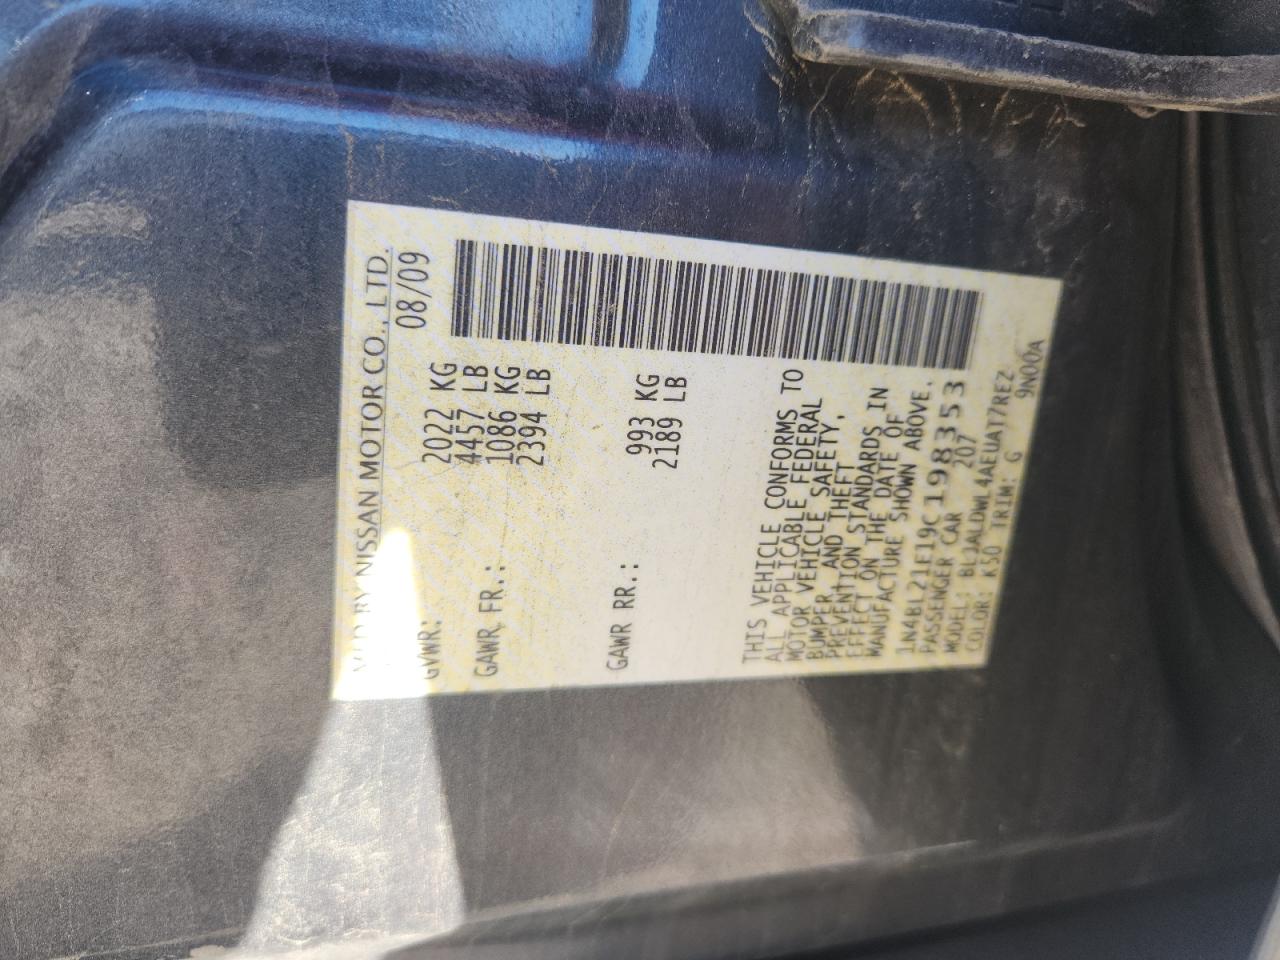 MFD BY NISSAN MOTOR CO., LTD.
08/09
GVWR: 2022 KG
4457 LB
GAWR FR.: 1086 KG
2394 LB
GAWR RR.: 993 KG
2189 LB
THIS VEHICLE CONFORMS TO
ALL APPLICABLE FEDERAL
MOTOR VEHICLE SAFETY,
BUMPER, AND THEFT
PREVENTION STANDARDS IN
EFFECT ON THE DATE OF
MANUFACTURE SHOWN ABOVE.
1N4BL21E19C198353
PASSENGER CAR 207
MODEL: BLJALDWL4AEUAT7REZ
COLOR: K50 TRIM: G 9N00A